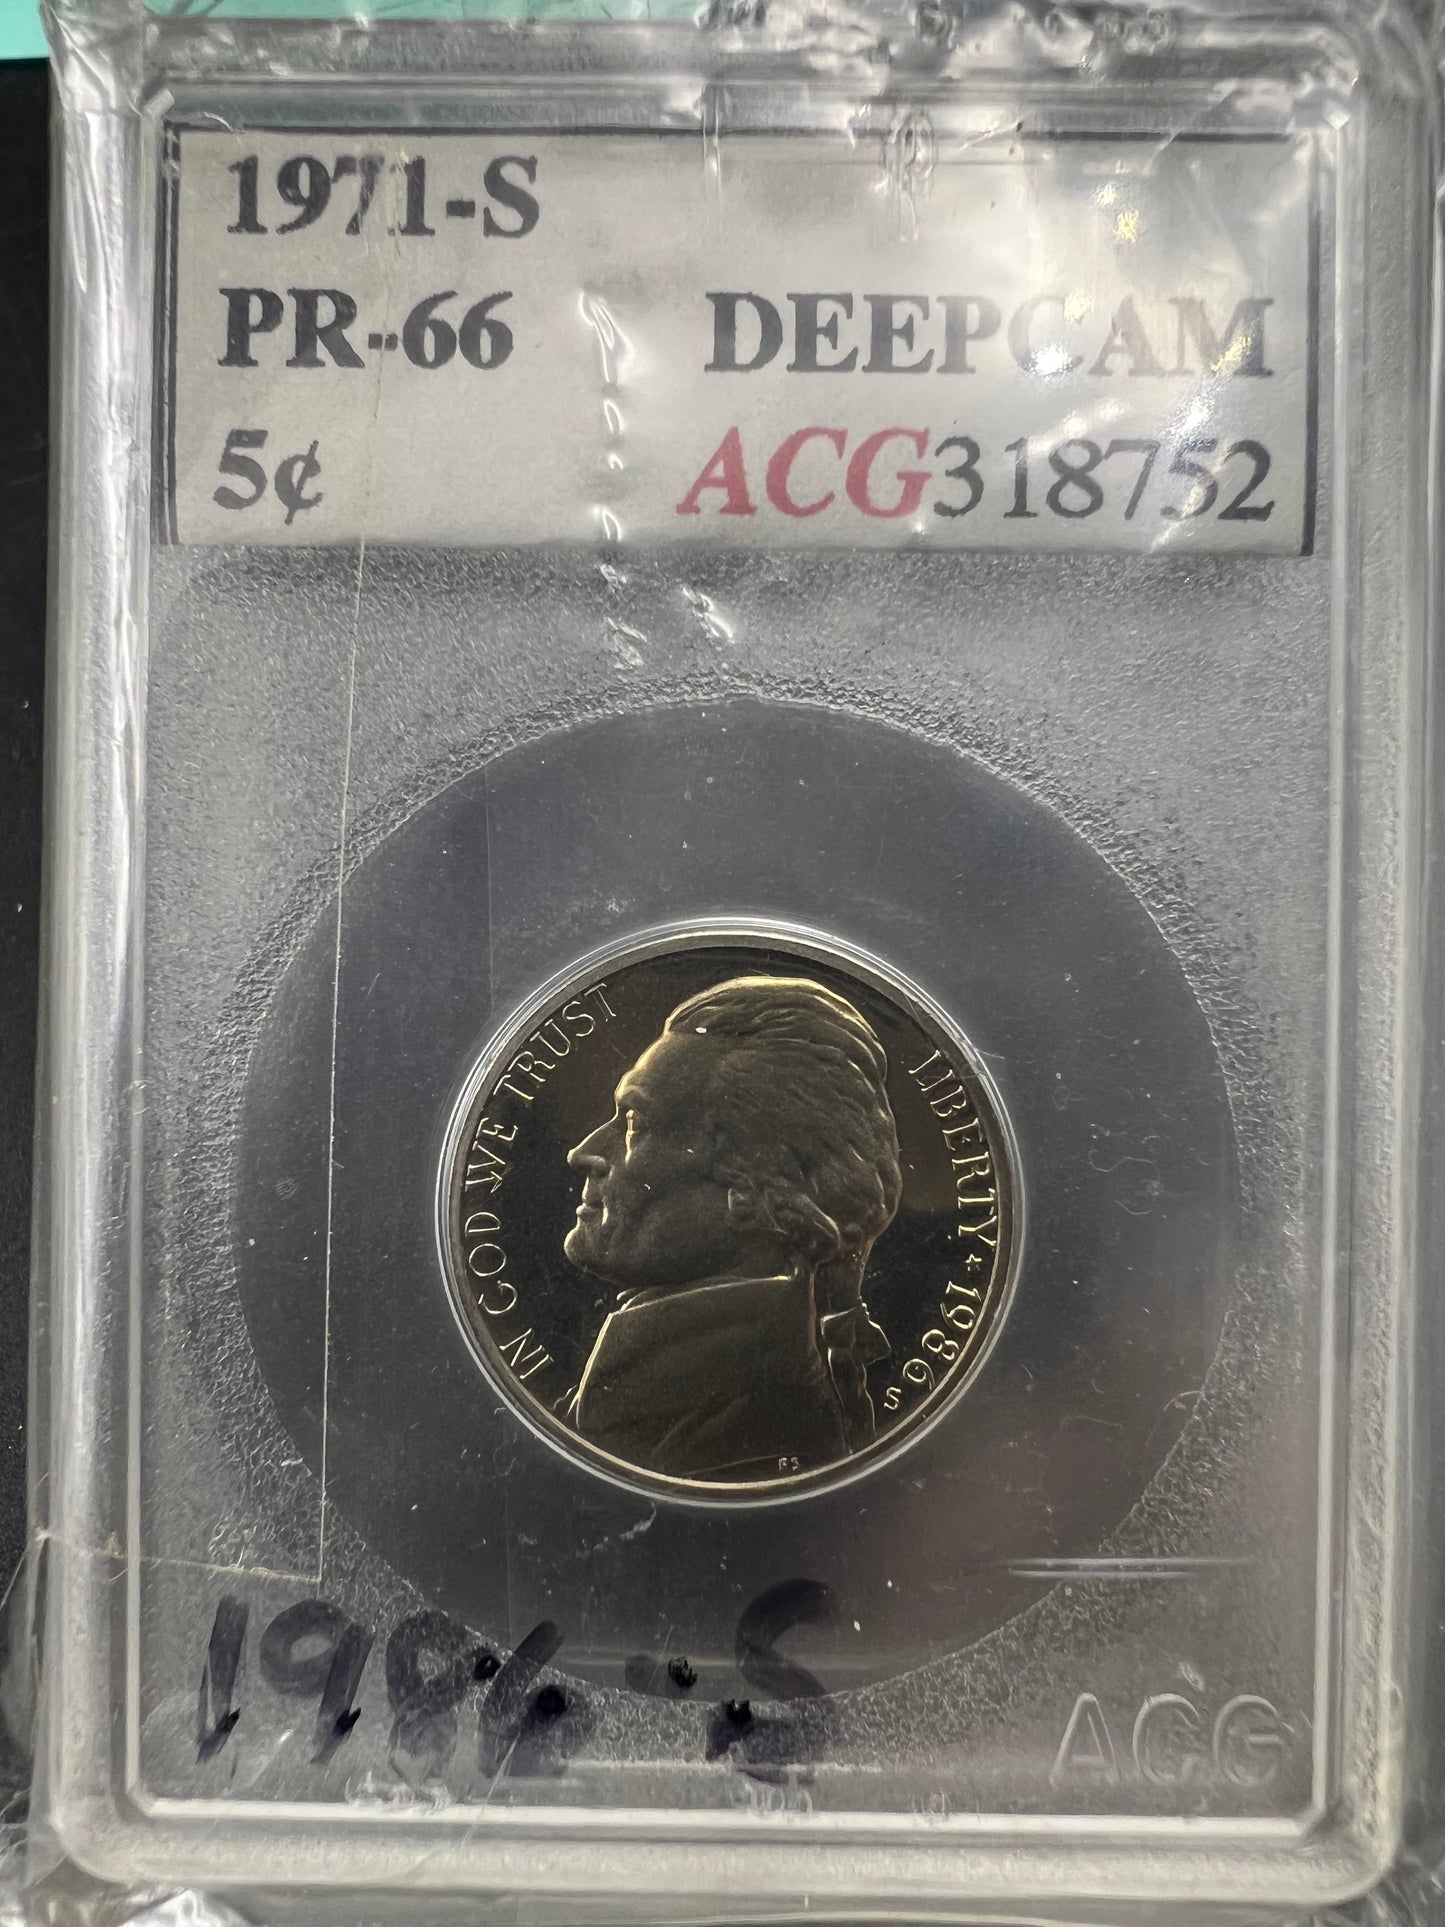 1971-S
PR-66 DEEPCAM
5¢ ACG318752
IN GOD WE TRUST
LIBERTY ★ 1986
S
FS
1986-S
ACG